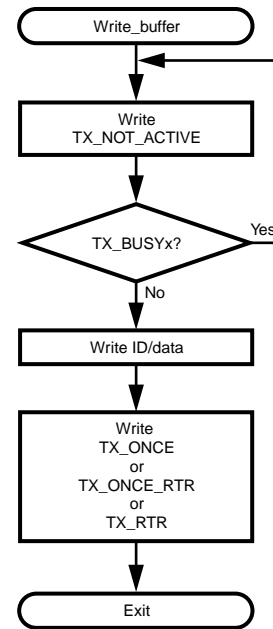 Write_buffer
Write
TX_NOT_ACTIVE
TX_BUSYx?
Yes
No
Write ID/data
Write
TX_ONCE
or
TX_ONCE_RTR
or
TX_RTR
Exit